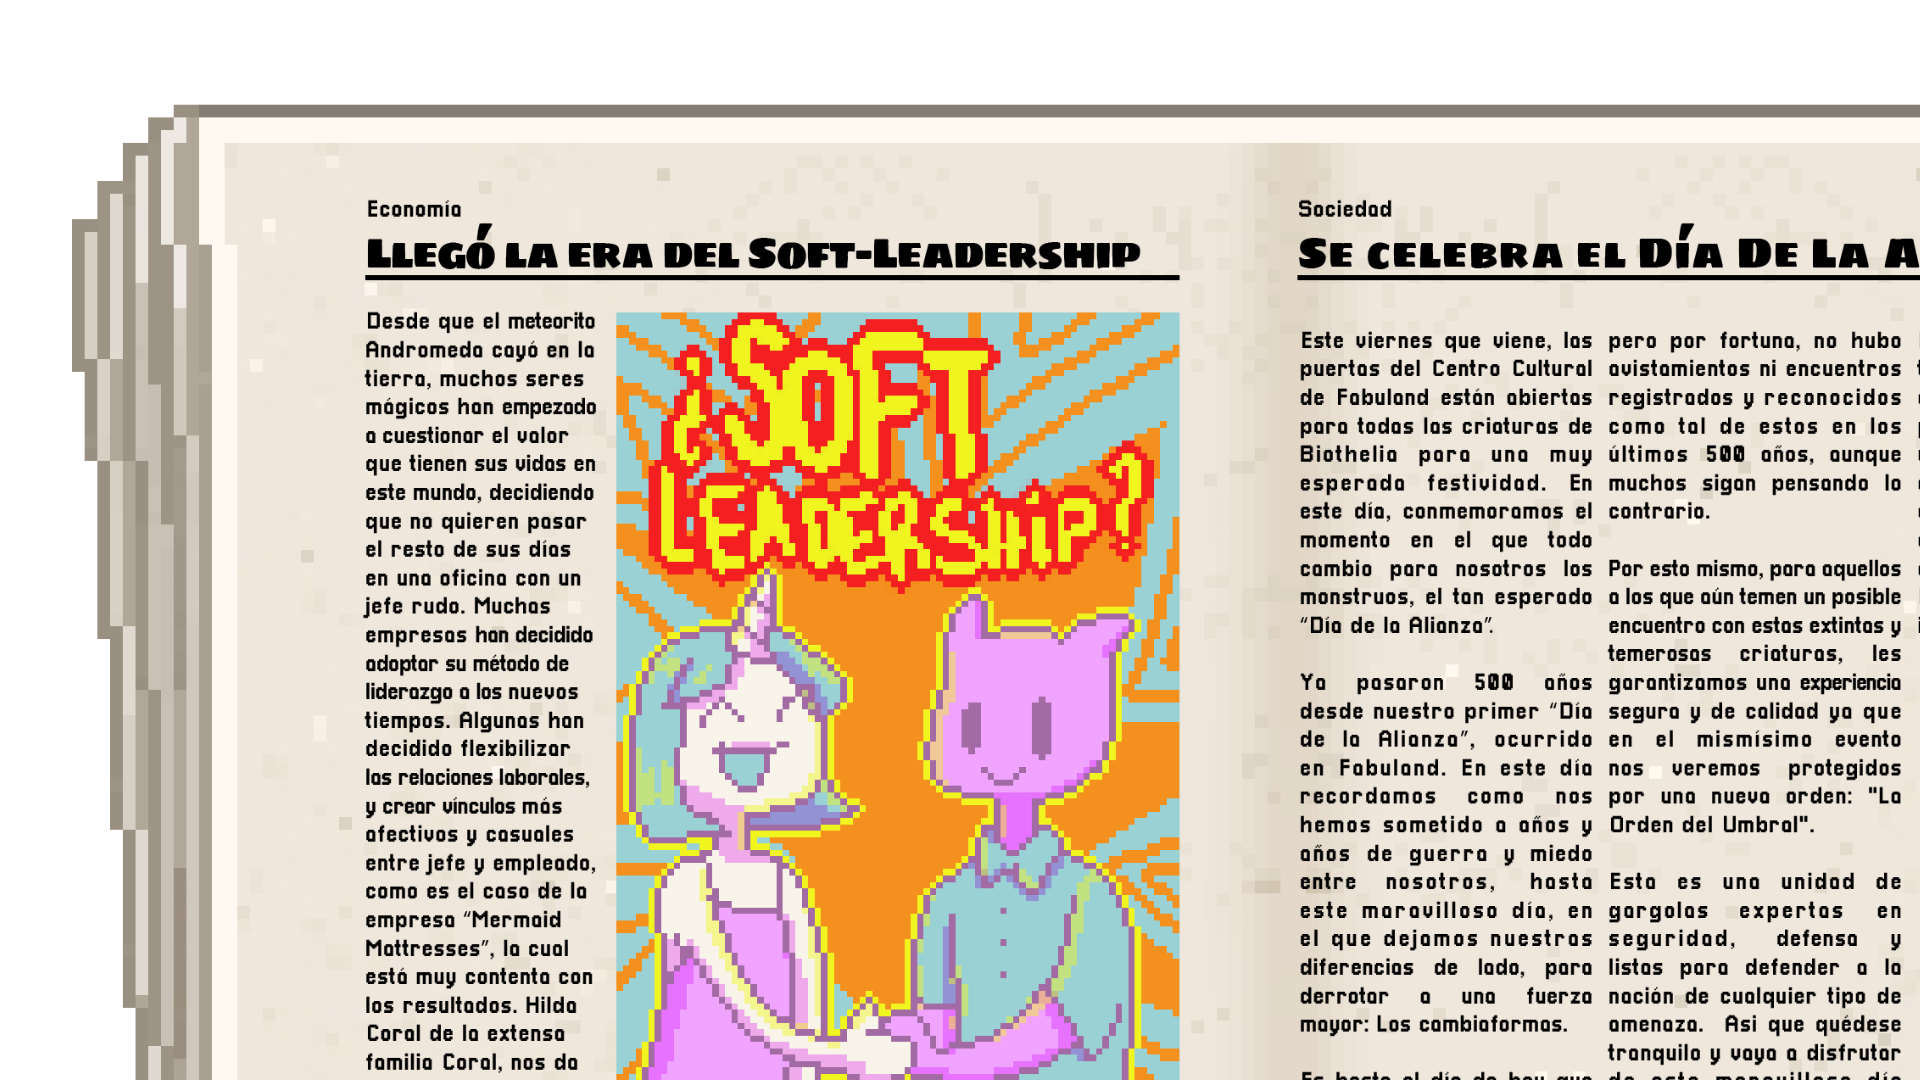 Economía
Llegó la era del Soft-Leadership
Desde que el meteorito
Andromeda cayó en la
tierra, muchos seres
mágicos han empezado
a cuestionar el valor
que tienen sus vidas en
este mundo, decidiendo
que no quieren pasar
el resto de sus días
en una oficina con un
jefe rudo. Muchas
empresas han decidido
adoptar su método de
liderazgo a los nuevos
tiempos. Algunas han
decidido flexibilizar
las relaciones laborales,
y crear vínculos más
afectivos y casuales
entre jefe y empleado,
como es el caso de la
empresa “Mermaid
Mattresses”, la cual
está muy contenta con
los resultados. Hilda
Coral de la extensa
familia Coral, nos da
¿SOFT
LEADERSHIP?
Sociedad
Se celebra el Día De La A
Este viernes que viene, las
puertas del Centro Cultural
de Fabuland están abiertas
para todas las criaturas de
Biothelia para una muy
esperada festividad. En
este día, conmemoramos el
momento en el que todo
cambio para nosotros los
monstruos, el tan esperado
“Día de la Alianza”.
Ya pasaron 500 años
desde nuestro primer “Día
de la Alianza”, ocurrido
en Fabuland. En este día
recordamos como nos
hemos sometido a años y
años de guerra y miedo
entre nosotros, hasta
este maravilloso día, en
el que dejamos nuestras
diferencias de lado, para
derrotar a una fuerza
mayor: Los cambiaformas.
Es hasta el día de hoy que
pero por fortuna, no hubo
avistamientos ni encuentros
registrados y reconocidos
como tal de estos en los
últimos 500 años, aunque
muchos sigan pensando lo
contrario.
Por esto mismo, para aquellos
a los que aún temen un posible
encuentro con estas extintas y
temerosas criaturas, les
garantizamos una experiencia
segura y de calidad ya que
en el mismísimo evento
nos veremos protegidos
por una nueva orden: "La
Orden del Umbral".
Esta es una unidad de
gargolas expertas en
seguridad, defensa y
listas para defender a la
nación de cualquier tipo de
amenaza. Asi que quédese
tranquilo y vaya a disfrutar
de este maravilloso día